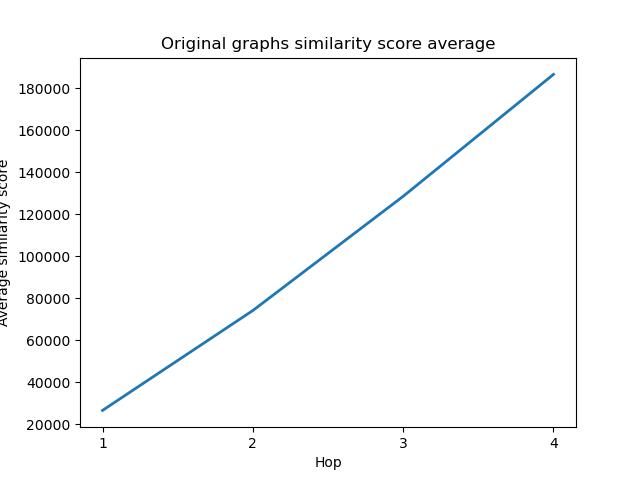 Original graphs similarity score average
Average similarity score
180000
160000
140000
120000
100000
80000
60000
40000
20000
1 2 3 4
Hop